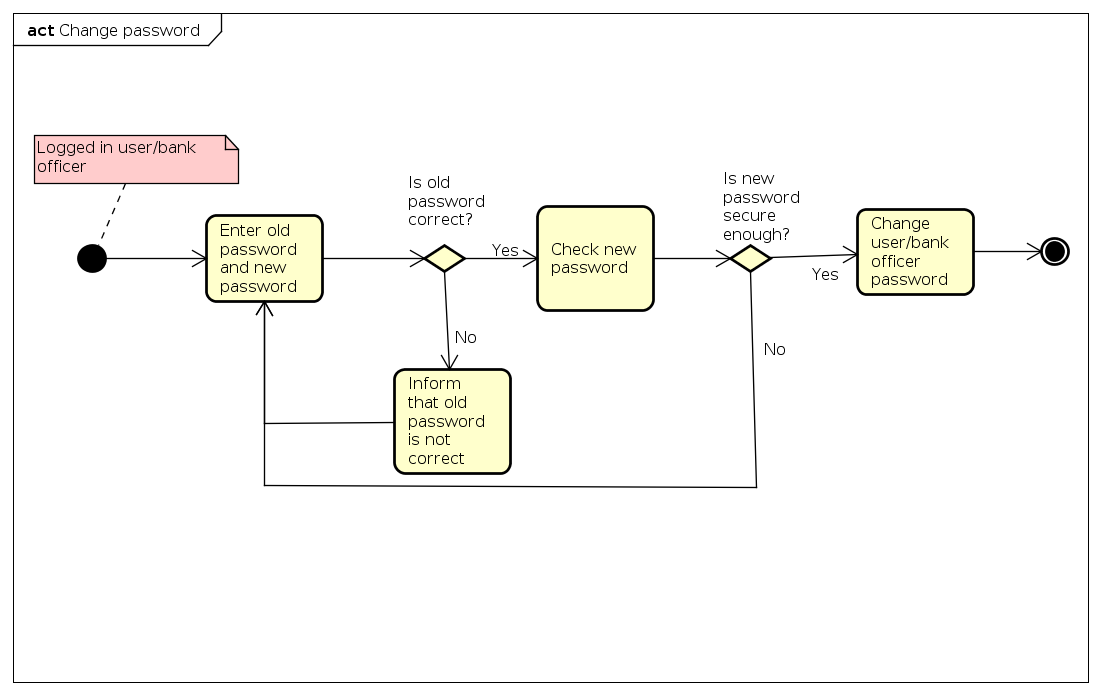 act Change password
Logged in user/bank
officer
Enter old
password
and new
password
Is old
password
correct?
Yes
No
Inform
that old
password
is not
correct
Check new
password
Is new
password
secure
enough?
Yes
No
Change
user/bank
officer
password